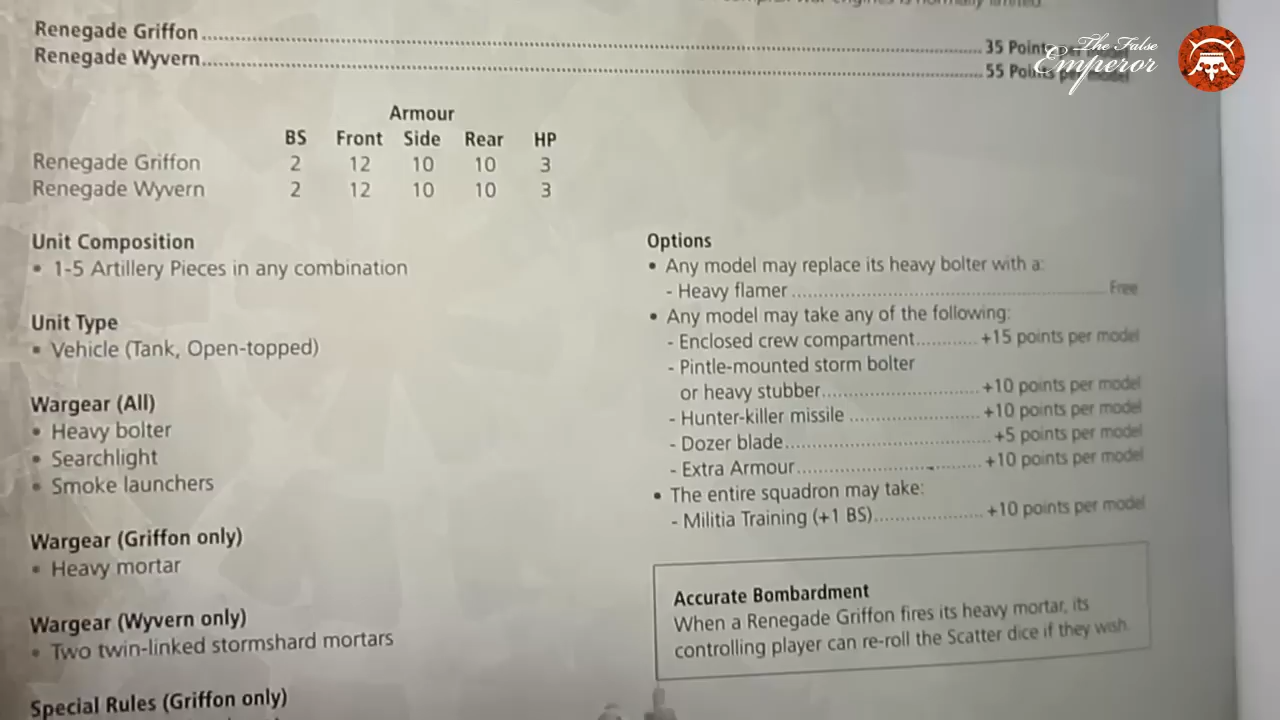 normally limited.
Renegade Griffon
35 Points
Renegade Wyvern
55 Points per model
The False
Emperor
Armour
BS Front Side Rear HP
Renegade Griffon 2 12 10 10 3
Renegade Wyvern 2 12 10 10 3
Unit Composition
• 1-5 Artillery Pieces in any combination
Unit Type
• Vehicle (Tank, Open-topped)
Wargear (All)
• Heavy bolter
• Searchlight
• Smoke launchers
Wargear (Griffon only)
• Heavy mortar
Wargear (Wyvern only)
• Two twin-linked stormshard mortars
Special Rules (Griffon only)
Options
• Any model may replace its heavy bolter with a:
- Heavy flamer ........ Free
• Any model may take any of the following:
- Enclosed crew compartment........... +15 points per model
- Pintle-mounted storm bolter
or heavy stubber........ +10 points per model
- Hunter-killer missile ........ +10 points per model
- Dozer blade........ +5 points per model
- Extra Armour........ +10 points per model
• The entire squadron may take:
- Militia Training (+1 BS)........ +10 points per model
Accurate Bombardment
When a Renegade Griffon fires its heavy mortar, its
controlling player can re-roll the Scatter dice if they wish.